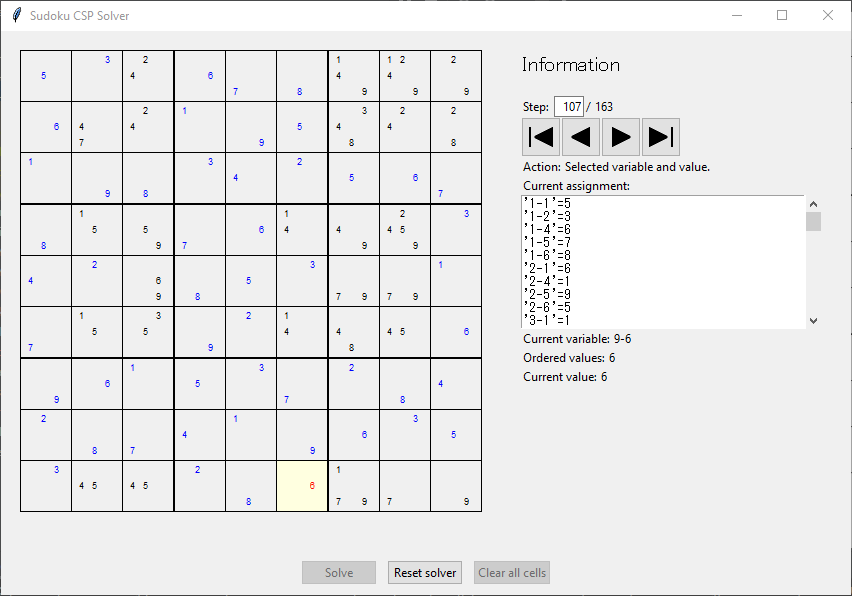 Sudoku CSP Solver
3 2 1 1 2 2
5 4 6 4 4
7 8 9 9 9
2 1 3 2 2
6 4 4 5 4 4
7 9 8 8
1 3 2
4 5 6
9 8 7
1 1 2 3
5 5 6 4 4 4 5
8 9 7 9 9
2 3 1
4 6 5
9 8 7 9 7 9
1 3 2 1
5 5 4 4 4 5 6
7 9 8
1 3 2
6 5 4
9 7 8
2 1 3
4 6 5
8 7 9
3 2 1
4 5 4 5 6
8 7 9 7 9
Information
Step: 107 / 163
Action: Selected variable and value.
Current assignment:
'1-1'=5
'1-2'=3
'1-4'=6
'1-5'=7
'1-6'=8
'2-1'=6
'2-4'=1
'2-5'=9
'2-6'=5
'3-1'=1
Current variable: 9-6
Ordered values: 6
Current value: 6
Solve
Reset solver
Clear all cells